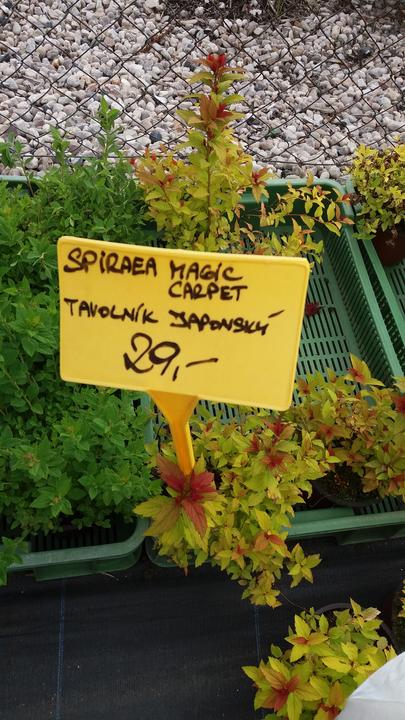 SPIRAEA MAGIC
CARPET
TAVOLNÍK JAPONSKÝ
29,-